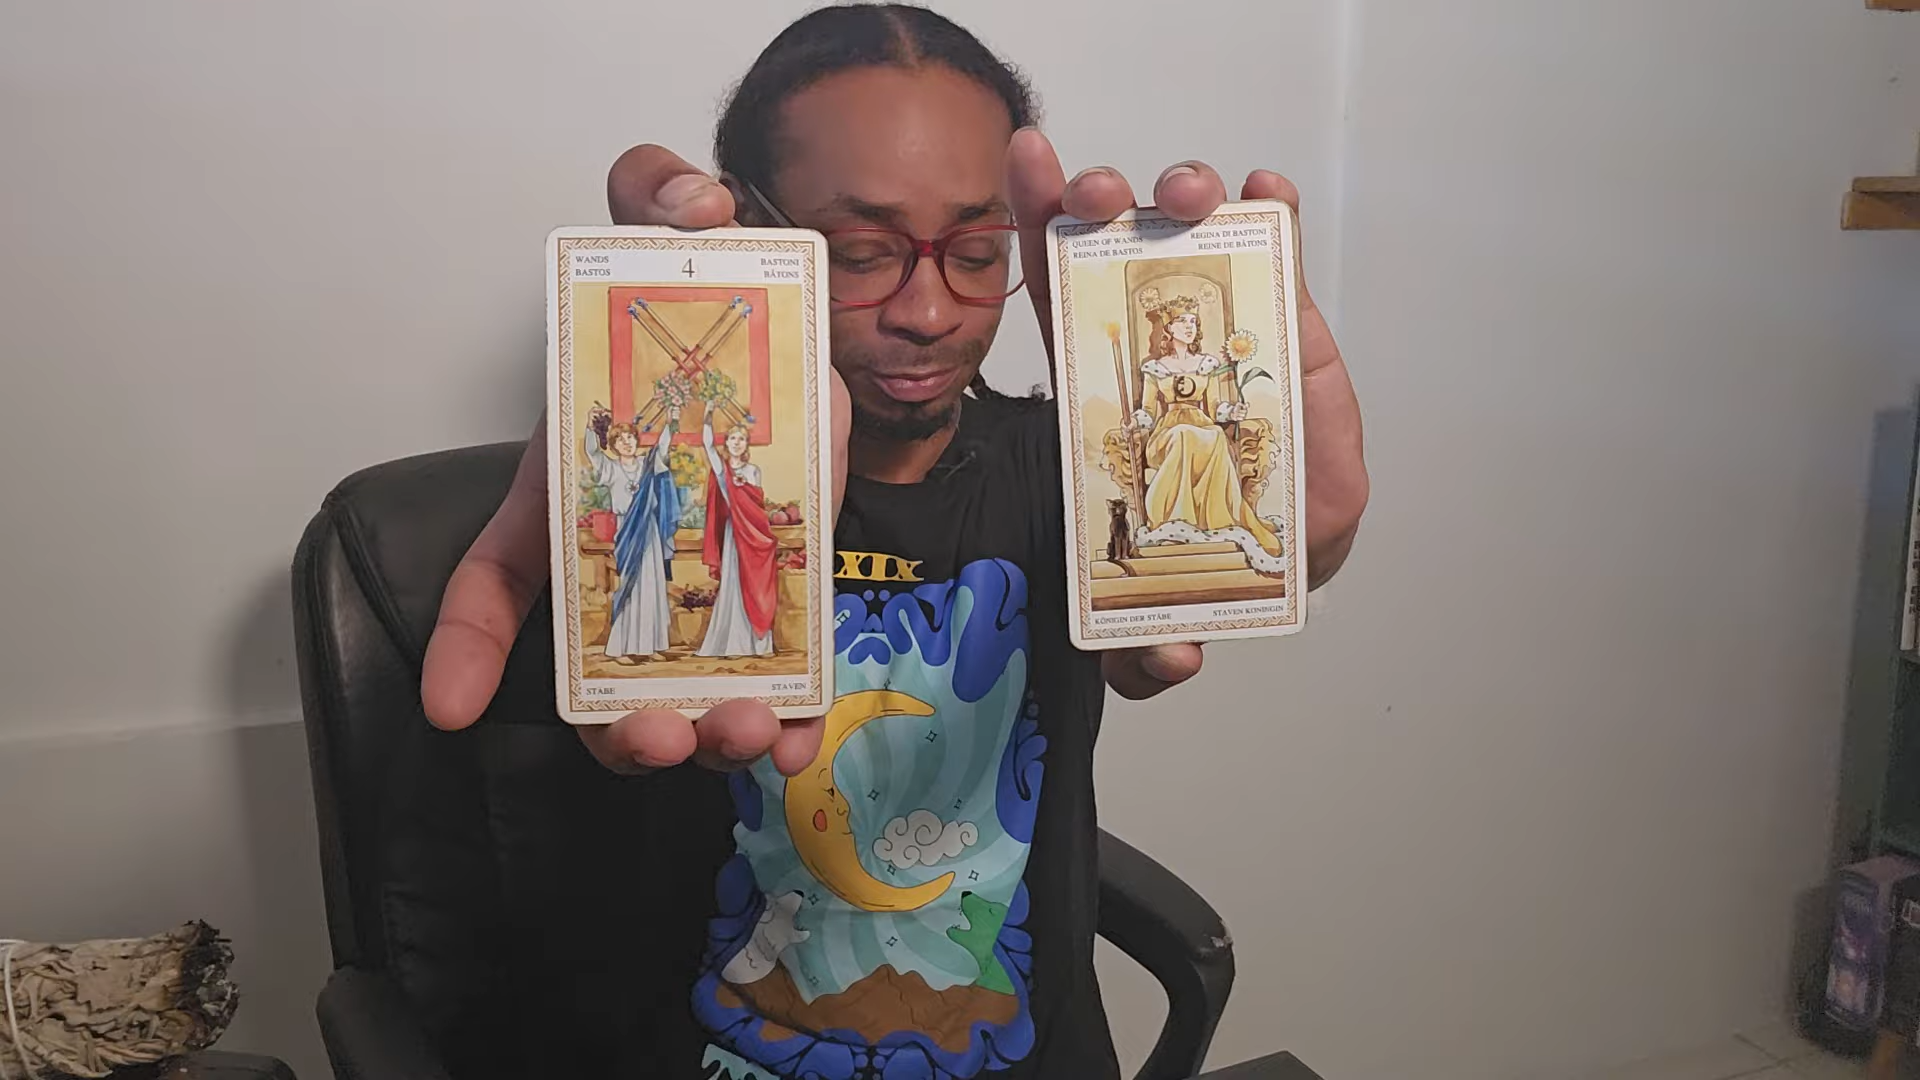 WANDS
BASTOS
4
BASTONI
BÂTONS
STÄBE
STAVEN
QUEEN OF WANDS
REINA DE BASTOS
REGINA DI BASTONI
REINE DE BÂTONS
KÖNIGIN DER STÄBE
STAVEN KONINGIN
XIX